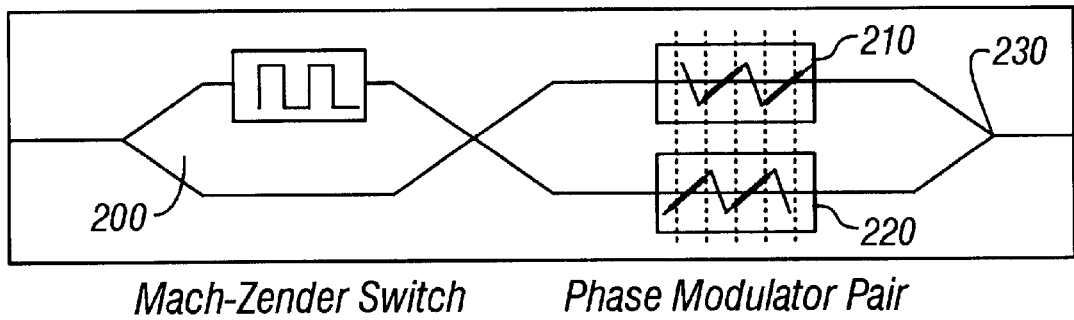 210
230
200
220
Mach-Zender Switch
Phase Modulator Pair